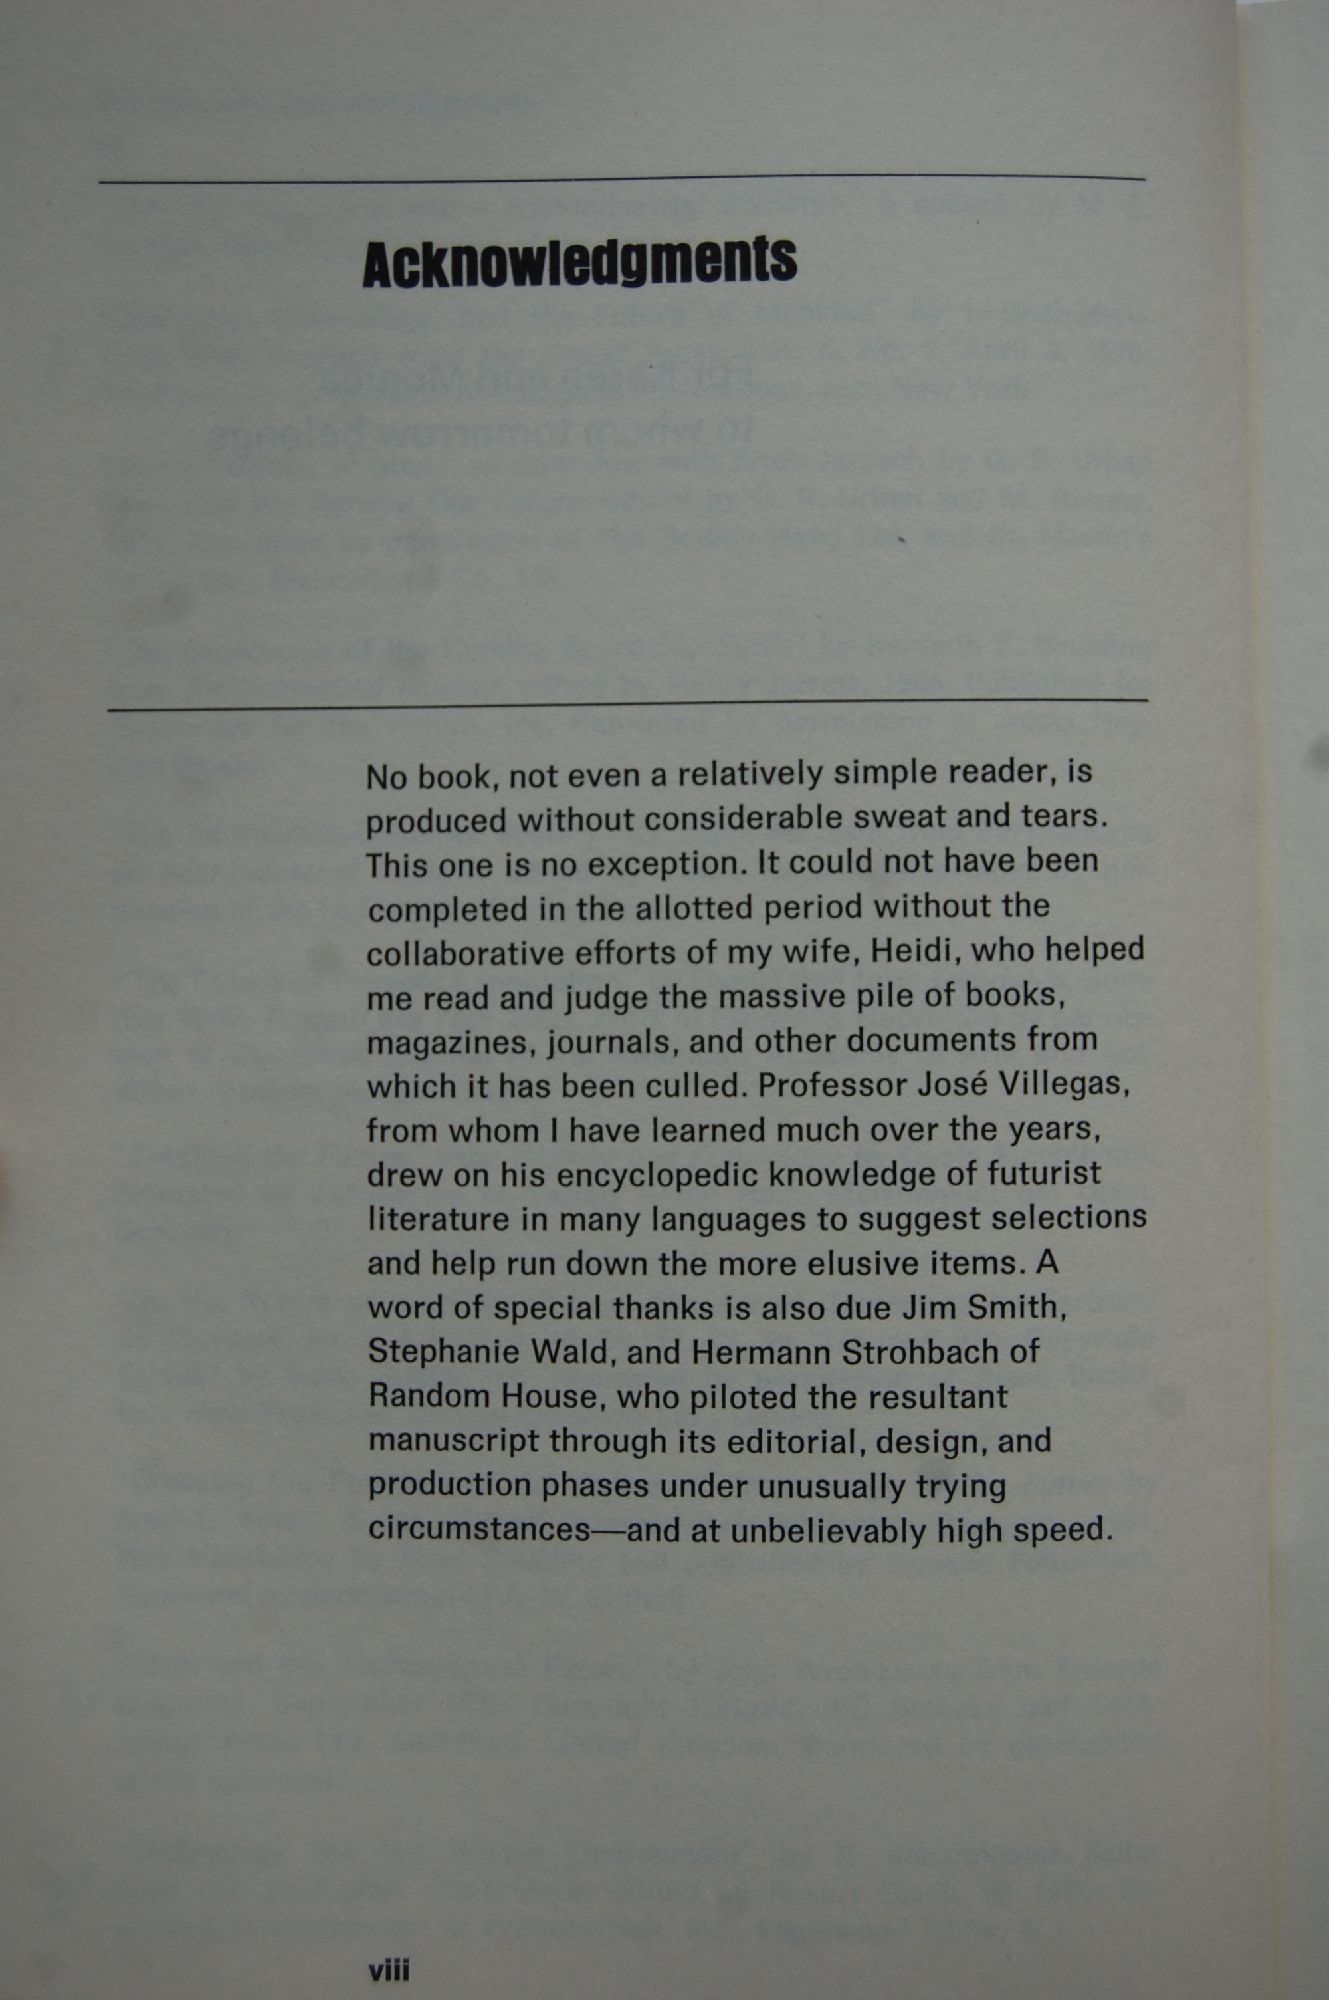 Acknowledgments
No book, not even a relatively simple reader, is
produced without considerable sweat and tears.
This one is no exception. It could not have been
completed in the allotted period without the
collaborative efforts of my wife, Heidi, who helped
me read and judge the massive pile of books,
magazines, journals, and other documents from
which it has been culled. Professor José Villegas,
from whom I have learned much over the years,
drew on his encyclopedic knowledge of futurist
literature in many languages to suggest selections
and help run down the more elusive items. A
word of special thanks is also due Jim Smith,
Stephanie Wald, and Hermann Strohbach of
Random House, who piloted the resultant
manuscript through its editorial, design, and
production phases under unusually trying
circumstances—and at unbelievably high speed.
viii